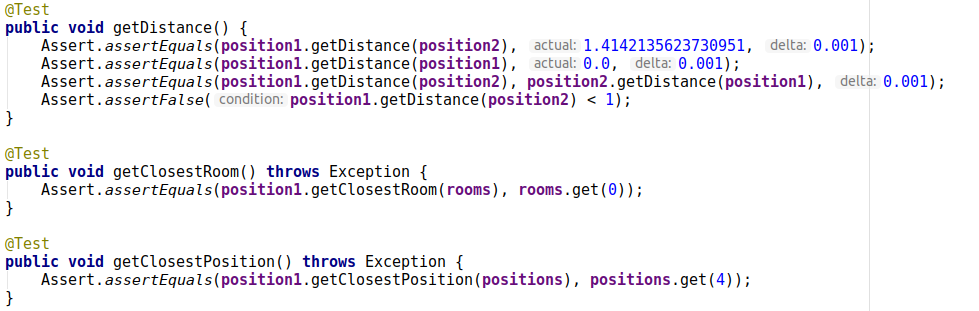 @Test
public void getDistance() {
    Assert.assertEquals(position1.getDistance(position2), actual: 1.4142135623730951, delta: 0.001);
    Assert.assertEquals(position1.getDistance(position1), actual: 0.0, delta: 0.001);
    Assert.assertEquals(position1.getDistance(position2), position2.getDistance(position1), delta: 0.001);
    Assert.assertFalse( condition: position1.getDistance(position2) < 1);
}
@Test
public void getClosestRoom() throws Exception {
    Assert.assertEquals(position1.getClosestRoom(rooms), rooms.get(0));
}
@Test
public void getClosestPosition() throws Exception {
    Assert.assertEquals(position1.getClosestPosition(positions), positions.get(4));
}